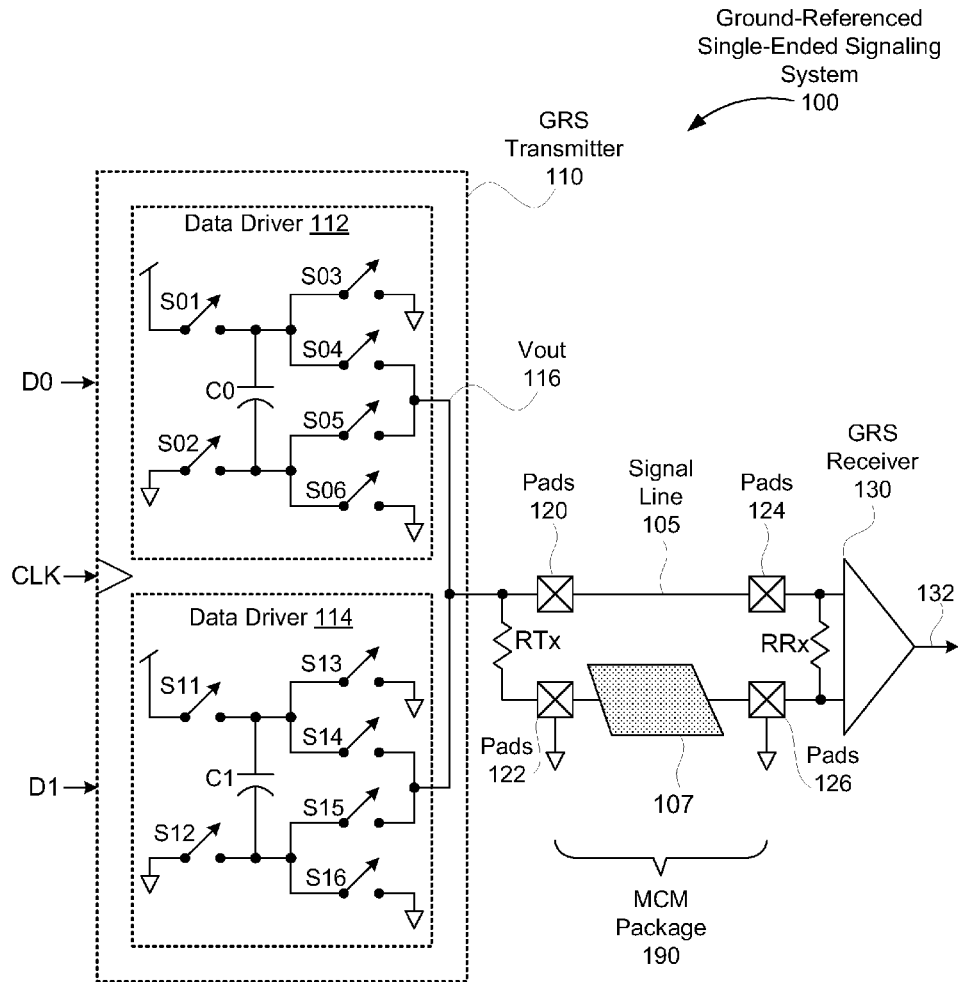 Ground-Referenced
Single-Ended Signaling
System
100
GRS
Transmitter
110
Data Driver 112
S01
S03
S04
C0
S02
S05
S06
D0
Vout
116
GRS
Receiver
130
Pads
120
Signal
Line
105
Pads
124
CLK
132
RTx
RRx
Data Driver 114
S11
S13
S14
C1
S12
S15
S16
D1
Pads
122
107
Pads
126
MCM
Package
190